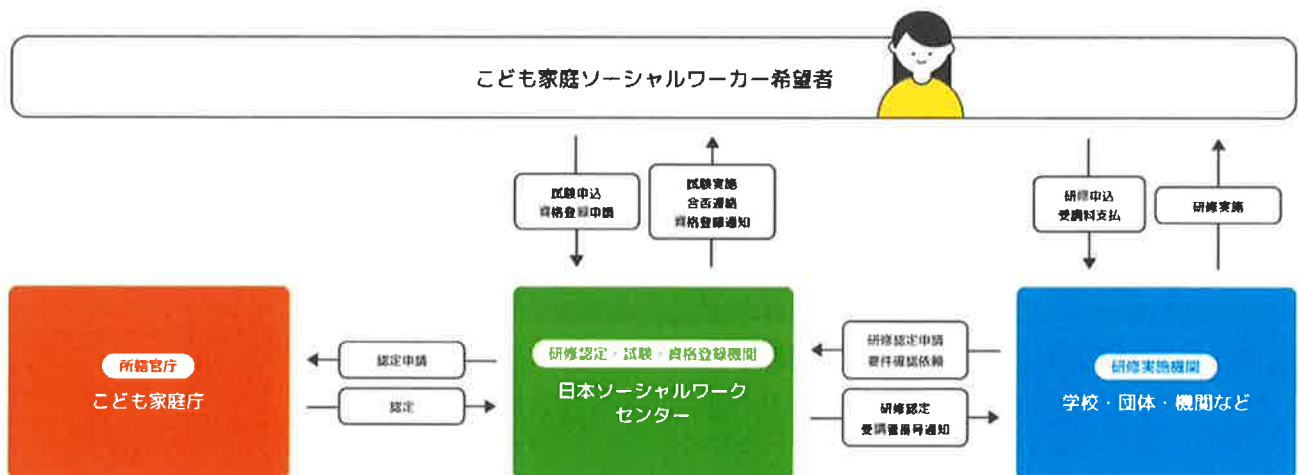 こども家庭ソーシャルワーカー希望者
試験申込
資格登録申請
試験実施
合否連絡
資格登録通知
研修申込
受講料支払
研修実施
所轄官庁
こども家庭庁
認定申請
認定
研修認定・試験・資格登録機関
日本ソーシャルワーク
センター
研修認定申請
要件確認依頼
研修認定
受講番号通知
研修実施機関
学校・団体・機関など